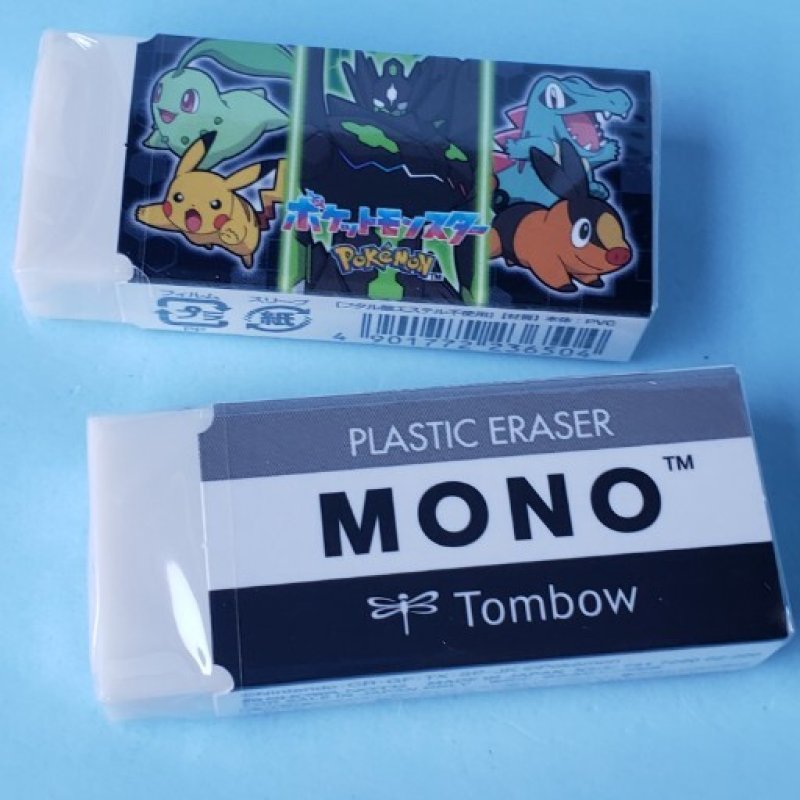 ポケットモンスター
POKéMON™
フィルム
プラ
PP
スリーブ
紙
[フタル酸エステル不使用] [材質] 本体：PVC
4 901772 236504
PLASTIC ERASER
MONO™
Tombow